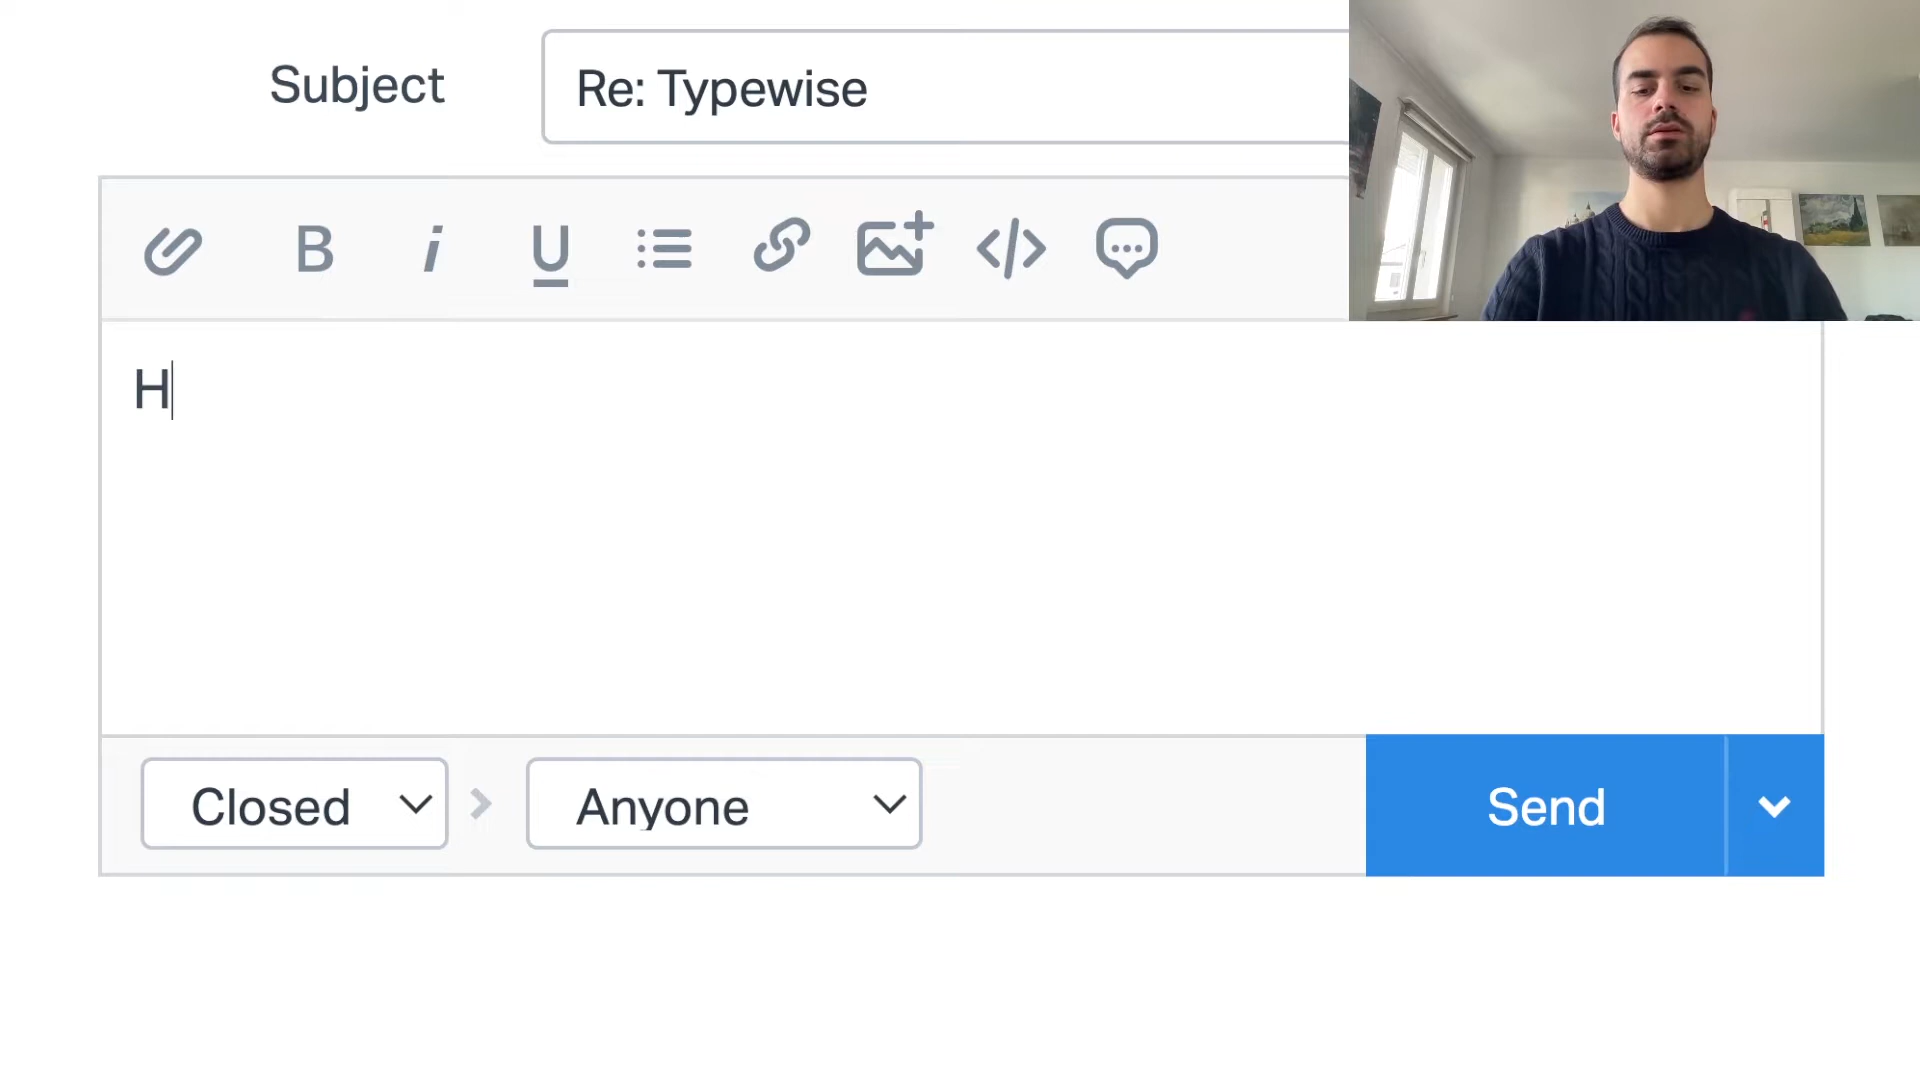 Subject
Re: Typewise
B i U
H
Closed
Anyone
Send